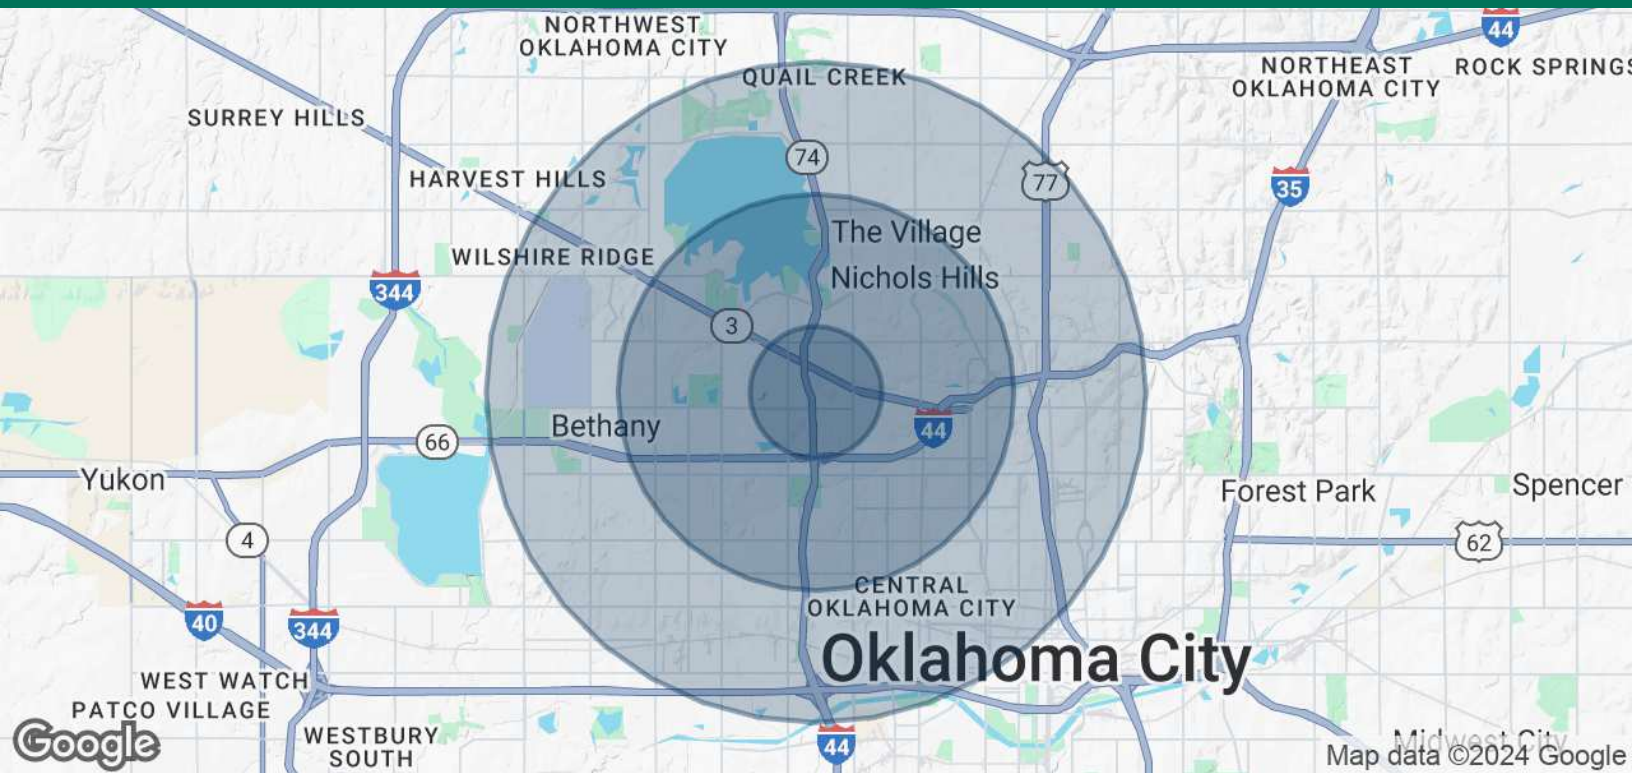 NORTHWEST
OKLAHOMA CITY
44
QUAIL CREEK
NORTHEAST
OKLAHOMA CITY
ROCK SPRINGS
SURREY HILLS
74
HARVEST HILLS
77
35
The Village
WILSHIRE RIDGE
Nichols Hills
344
3
Bethany
44
66
Yukon
Forest Park
Spencer
4
62
CENTRAL
OKLAHOMA CITY
40
344
Oklahoma City
WEST WATCH
PATCO VILLAGE
WESTBURY
SOUTH
44
Midwest City
Google
Map data ©2024 Google